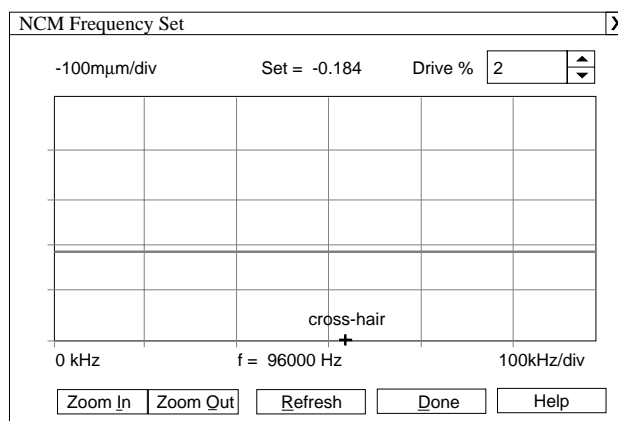 NCM Frequency Set X
-100mµm/div Set = -0.184 Drive % 2
cross-hair
0 kHz f = 96000 Hz 100kHz/div
Zoom In Zoom Out Refresh Done Help